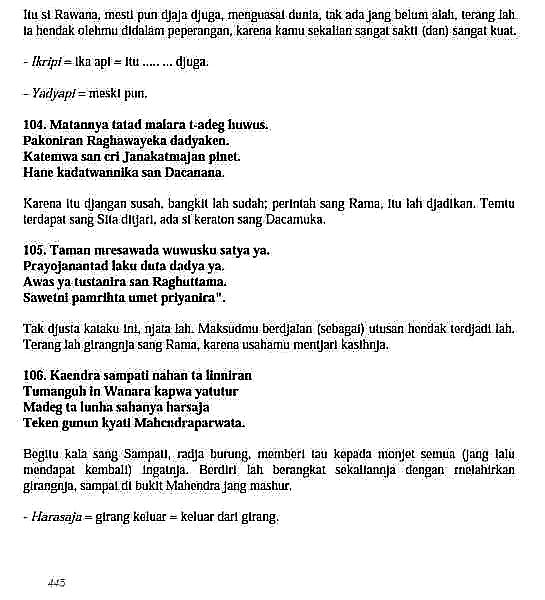 Itu si Rawana, mesti pun djaja djuga, menguasai dunia, tak ada jang belum alah, terang lah
ia hendak olehmu didalam peperangan, karena kamu sekalian sangat sakti (dan) sangat kuat.
- Ikripi = ika api = itu ..... ... djuga.
- Yadyapi = meski pun.
104. Matannya tatad malara t-adeg huwus.
Pakoniran Raghawayeka dadyaken.
Katemwa san cri Janakatmajan pinet.
Hane kadatwannika san Dacanana.
Karena itu djangan susah, bangkit lah sudah; perintah sang Rama, itu lah djadikan. Temtu
terdapat sang Sita ditjari, ada si keraton sang Dacamuka.
105. Taman mresawada wuwusku satya ya.
Prayojanantad laku duta dadya ya.
Awas ya tustanira san Raghuttama.
Sawetni pamrihta umet priyanira".
Tak djusta kataku ini, njata lah. Maksudmu berdjalan (sebagai) utusan hendak terdjadi lah.
Terang lah girangnja sang Rama, karena usahamu mentjari kasihnja.
106. Kaendra sampati nahan ta linniran
Tumanguh in Wanara kapwa yatutur
Madeg ta lunha sahanya harsaja
Teken gunun kyati Mahendraparwata.
Begitu kala sang Sampati, radja burung, memberi tau kepada monjet semua (jang lalu
mendapat kembali) ingatnja. Berdiri lah berangkat sekaliannja dengan melahirkan
girangnja, sampai di bukit Mahendra jang mashur.
- Harasaja = girang keluar = keluar dari girang.
445